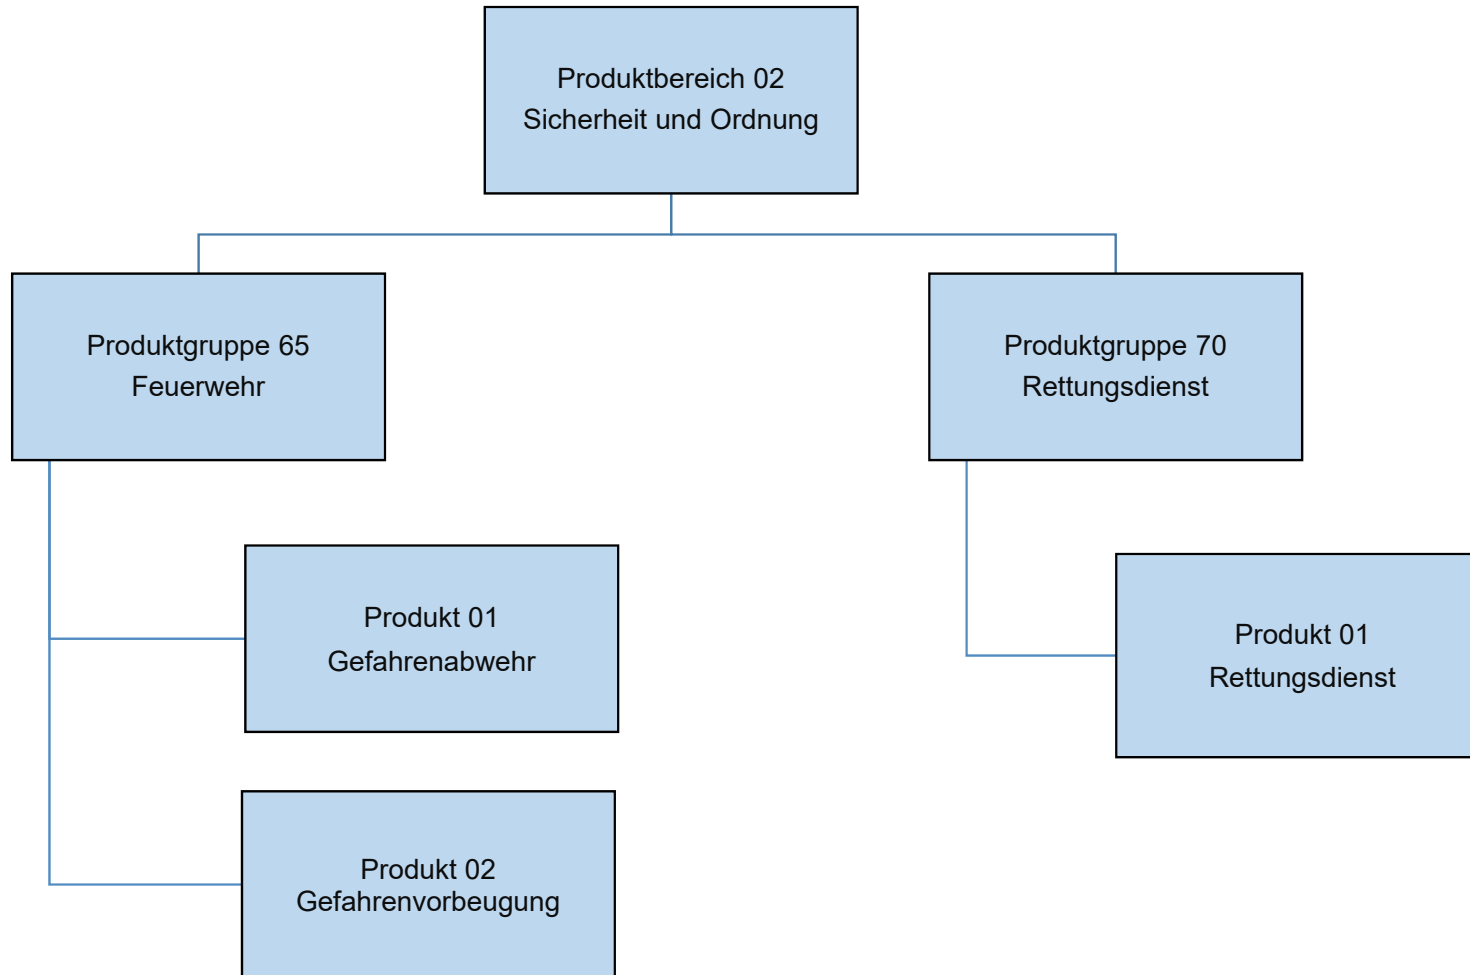 Produktbereich 02
Sicherheit und Ordnung
Produktgruppe 65
Feuerwehr
Produktgruppe 70
Rettungsdienst
Produkt 01
Gefahrenabwehr
Produkt 01
Rettungsdienst
Produkt 02
Gefahrenvorbeugung